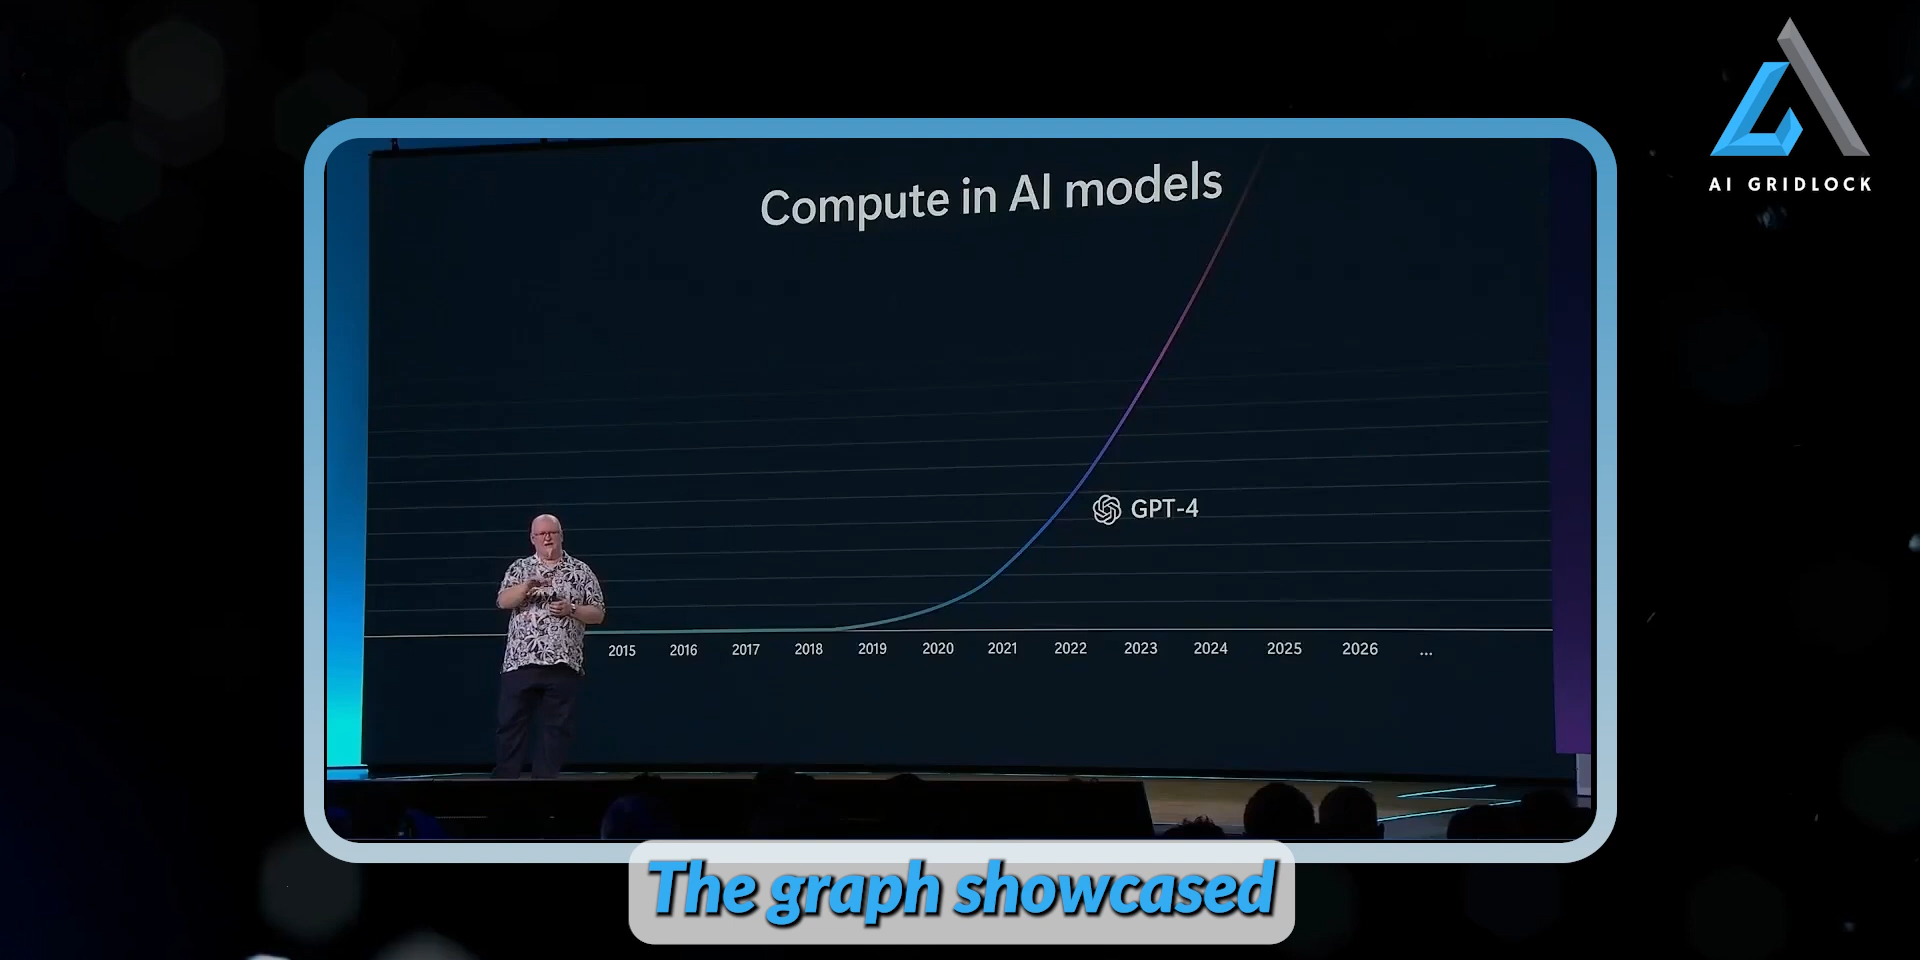 AI GRIDLOCK
Compute in AI models
GPT-4
2015 2016 2017 2018 2019 2020 2021 2022 2023 2024 2025 2026 ...
The graph showcased